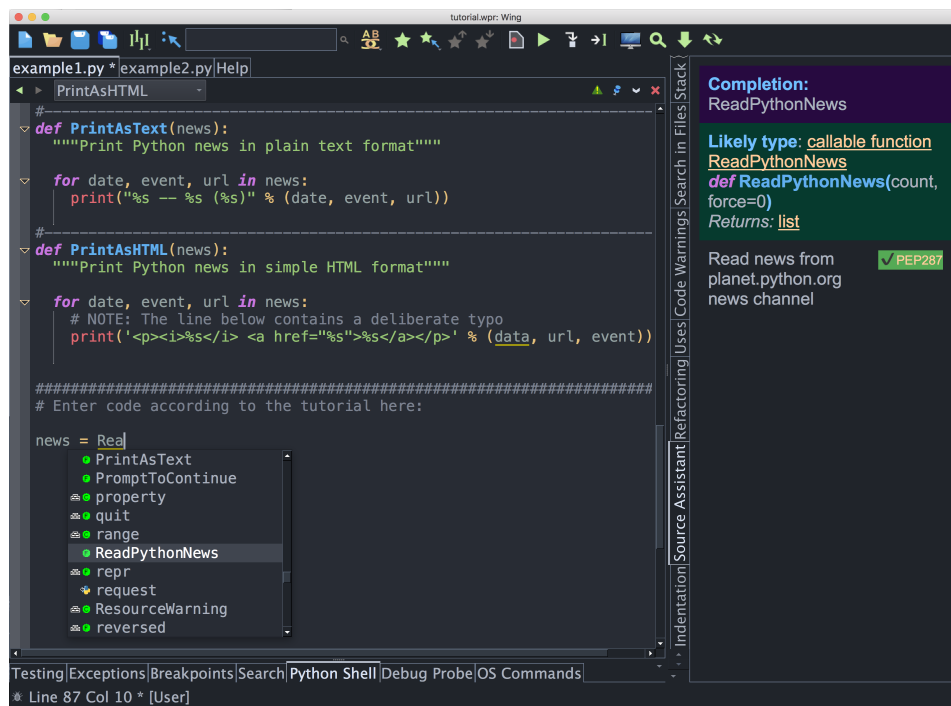 tutorial.wpr: Wing
example1.py * example2.py Help
PrintAsHTML
#----------------------------------------------------------------------
def PrintAsText(news):
"""Print Python news in plain text format"""
for date, event, url in news:
print("%s -- %s (%s)" % (date, event, url))
#----------------------------------------------------------------------
def PrintAsHTML(news):
"""Print Python news in simple HTML format"""
for date, event, url in news:
# NOTE: The line below contains a deliberate typo
print('<p><i>%s</i> <a href="%s">%s</a></p>' % (data, url, event))
######################################################################
# Enter code according to the tutorial here:
news = Rea
PrintAsText
PromptToContinue
property
quit
range
ReadPythonNews
repr
request
ResourceWarning
reversed
Testing Exceptions Breakpoints Search Python Shell Debug Probe OS Commands
Line 87 Col 10 * [User]
Stack
Search in Files
Code Warnings
Uses
Refactoring
Source Assistant
Indentation
Completion:
ReadPythonNews
Likely type: callable function
ReadPythonNews
def ReadPythonNews(count,
force=0)
Returns: list
Read news from
planet.python.org
news channel
✓PEP287